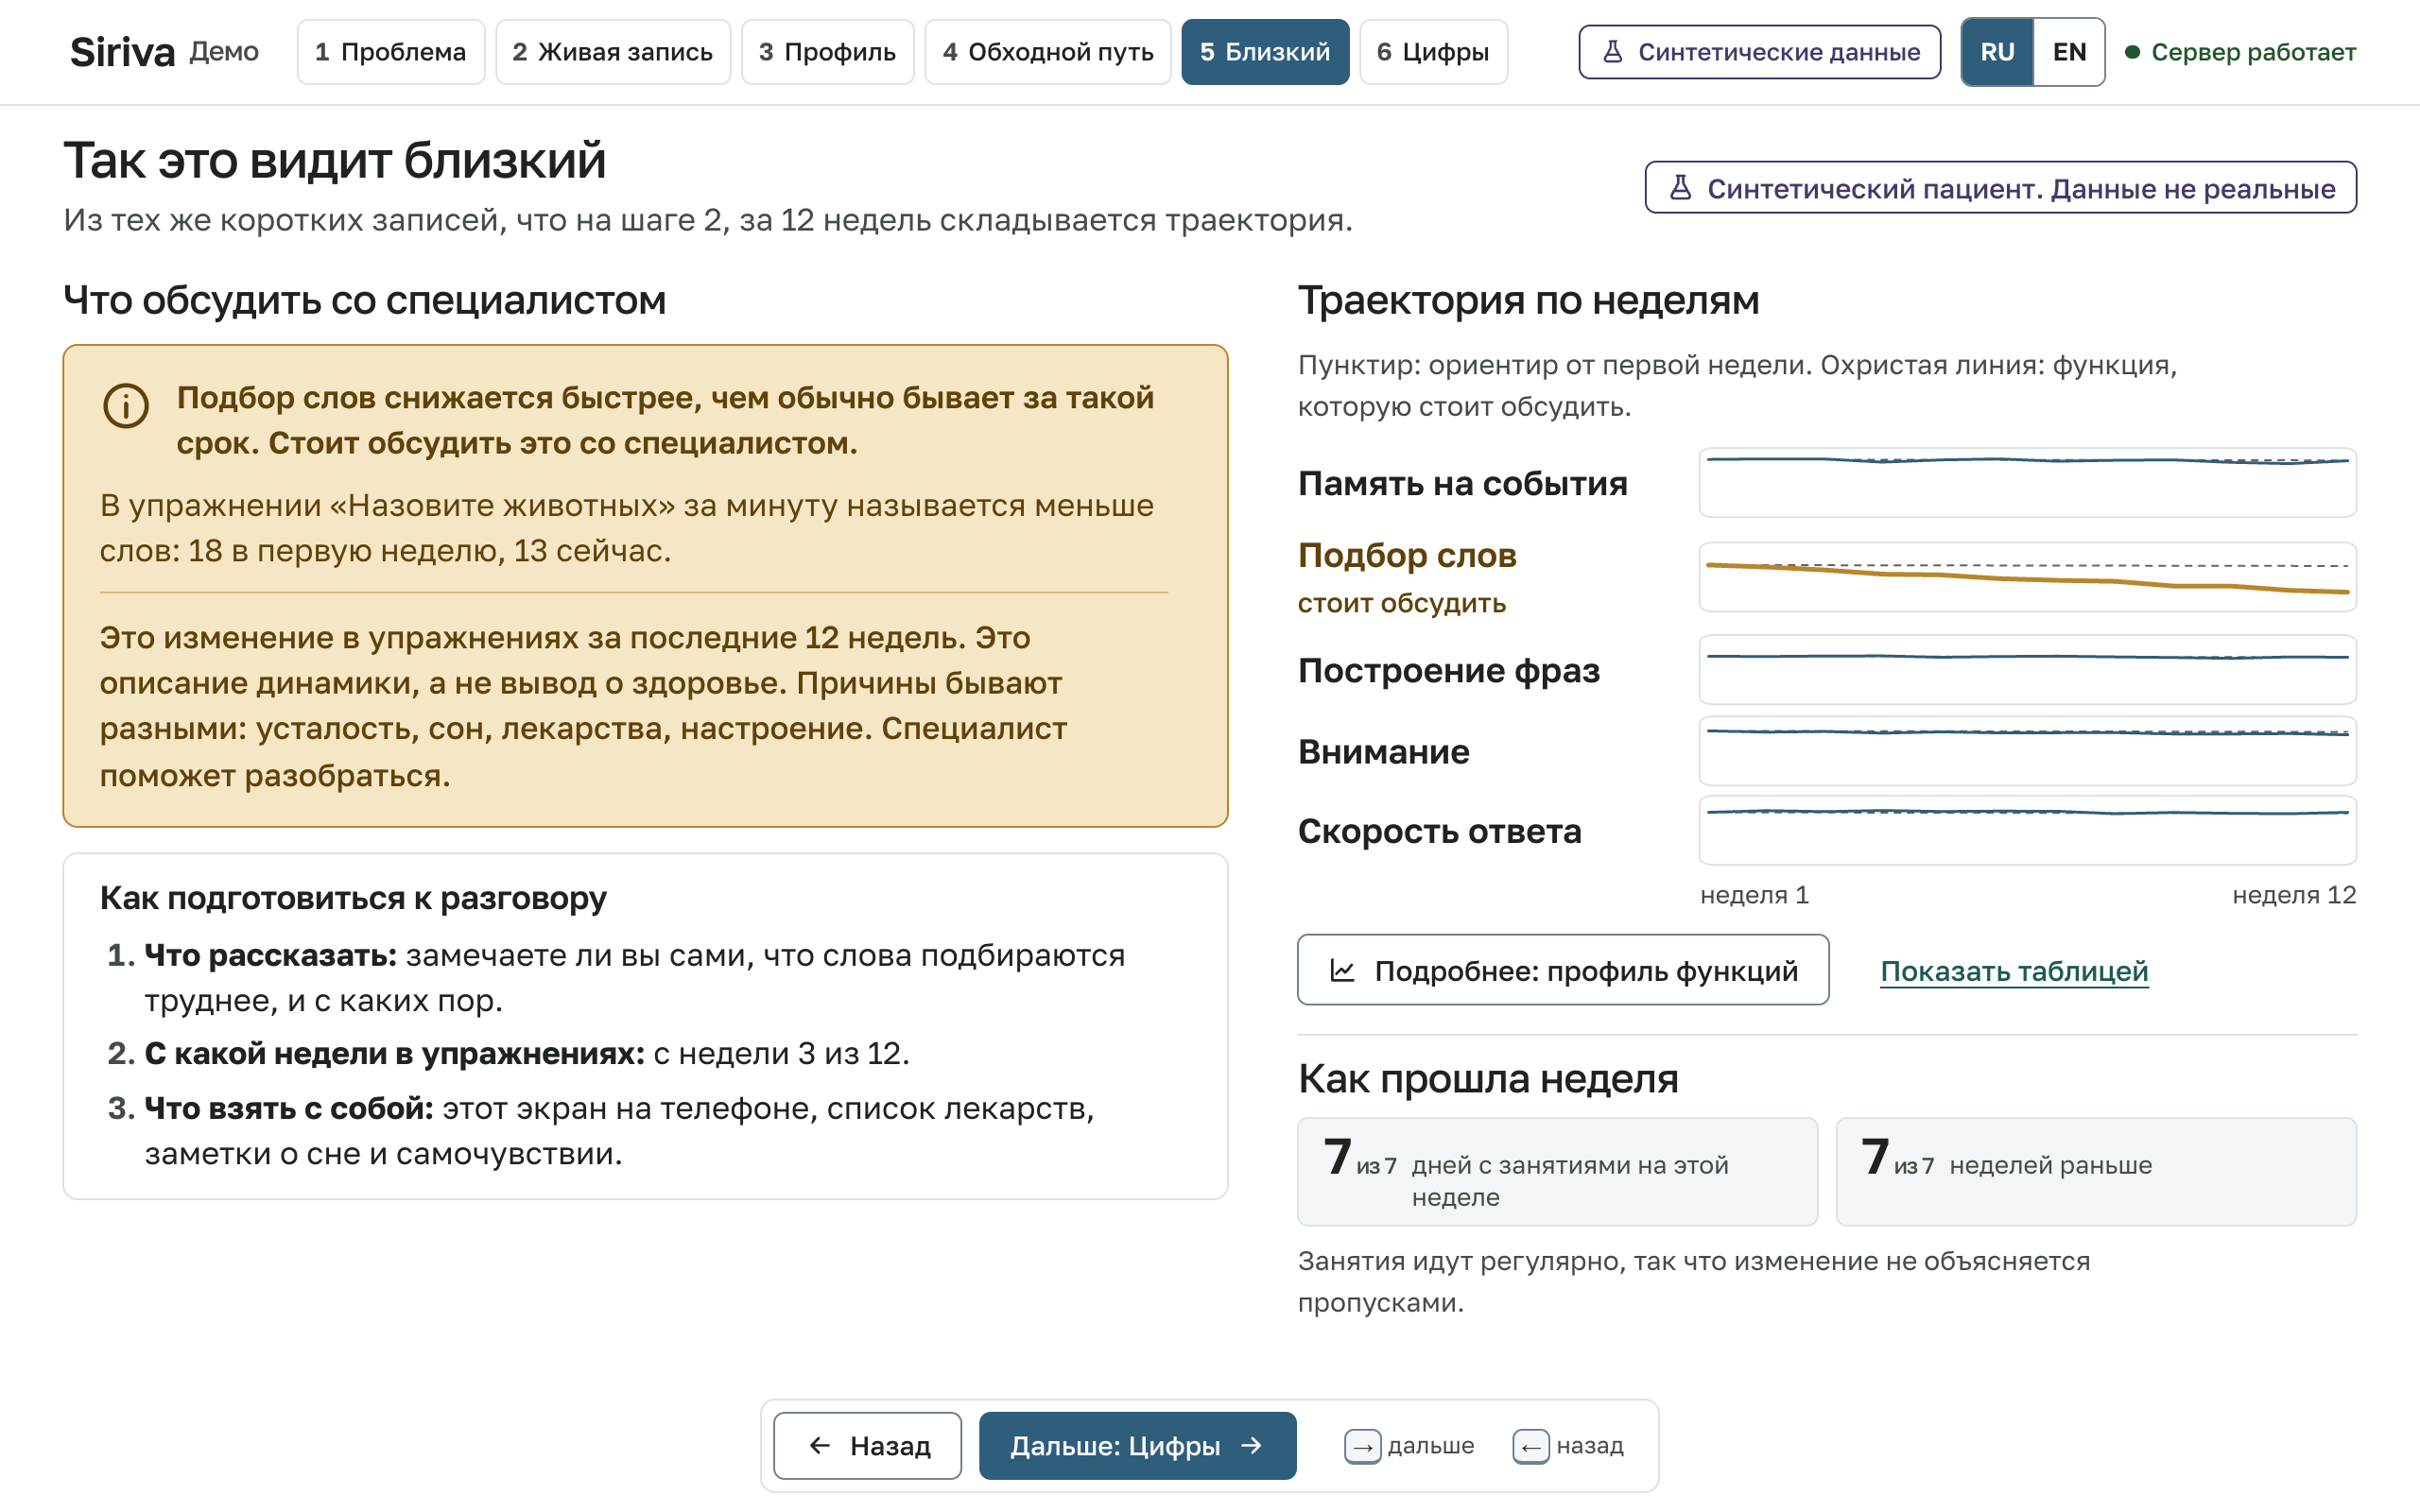 Siriva Демо
1 Проблема
2 Живая запись
3 Профиль
4 Обходной путь
5 Близкий
6 Цифры
Синтетические данные
RU EN
Сервер работает
Так это видит близкий
Из тех же коротких записей, что на шаге 2, за 12 недель складывается траектория.
Синтетический пациент. Данные не реальные
Что обсудить со специалистом
Подбор слов снижается быстрее, чем обычно бывает за такой
срок. Стоит обсудить это со специалистом.
В упражнении «Назовите животных» за минуту называется меньше
слов: 18 в первую неделю, 13 сейчас.
Это изменение в упражнениях за последние 12 недель. Это
описание динамики, а не вывод о здоровье. Причины бывают
разными: усталость, сон, лекарства, настроение. Специалист
поможет разобраться.
Как подготовиться к разговору
1. Что рассказать: замечаете ли вы сами, что слова подбираются
труднее, и с каких пор.
2. С какой недели в упражнениях: с недели 3 из 12.
3. Что взять с собой: этот экран на телефоне, список лекарств,
заметки о сне и самочувствии.
Траектория по неделям
Пунктир: ориентир от первой недели. Охристая линия: функция,
которую стоит обсудить.
Память на события
Подбор слов
стоит обсудить
Построение фраз
Внимание
Скорость ответа
неделя 1
неделя 12
Подробнее: профиль функций
Показать таблицей
Как прошла неделя
7 из 7 дней с занятиями на этой
неделе
7 из 7 неделей раньше
Занятия идут регулярно, так что изменение не объясняется
пропусками.
← Назад
Дальше: Цифры →
→ дальше
← назад